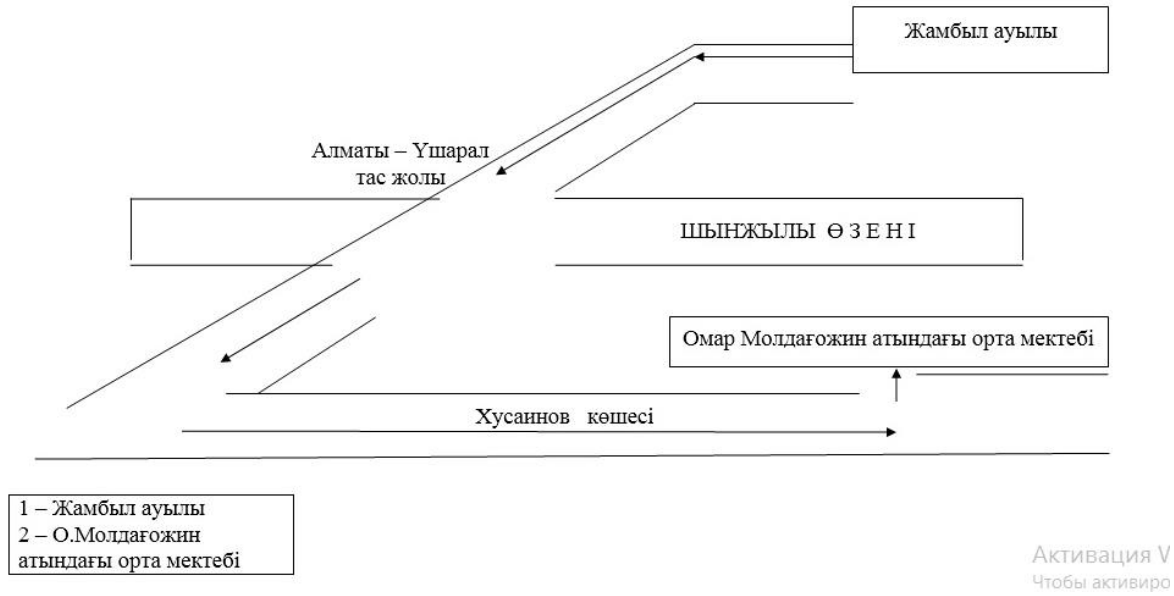 Жамбыл ауылы
Алматы – Үшарал
тас жолы
ШЫНЖЫЛЫ Ө З Е Н І
Омар Молдағожин атындағы орта мектебі
Хусаинов көшесі
1 – Жамбыл ауылы
2 – О.Молдағожин
атындағы орта мектебі
Активация W
Чтобы активиро